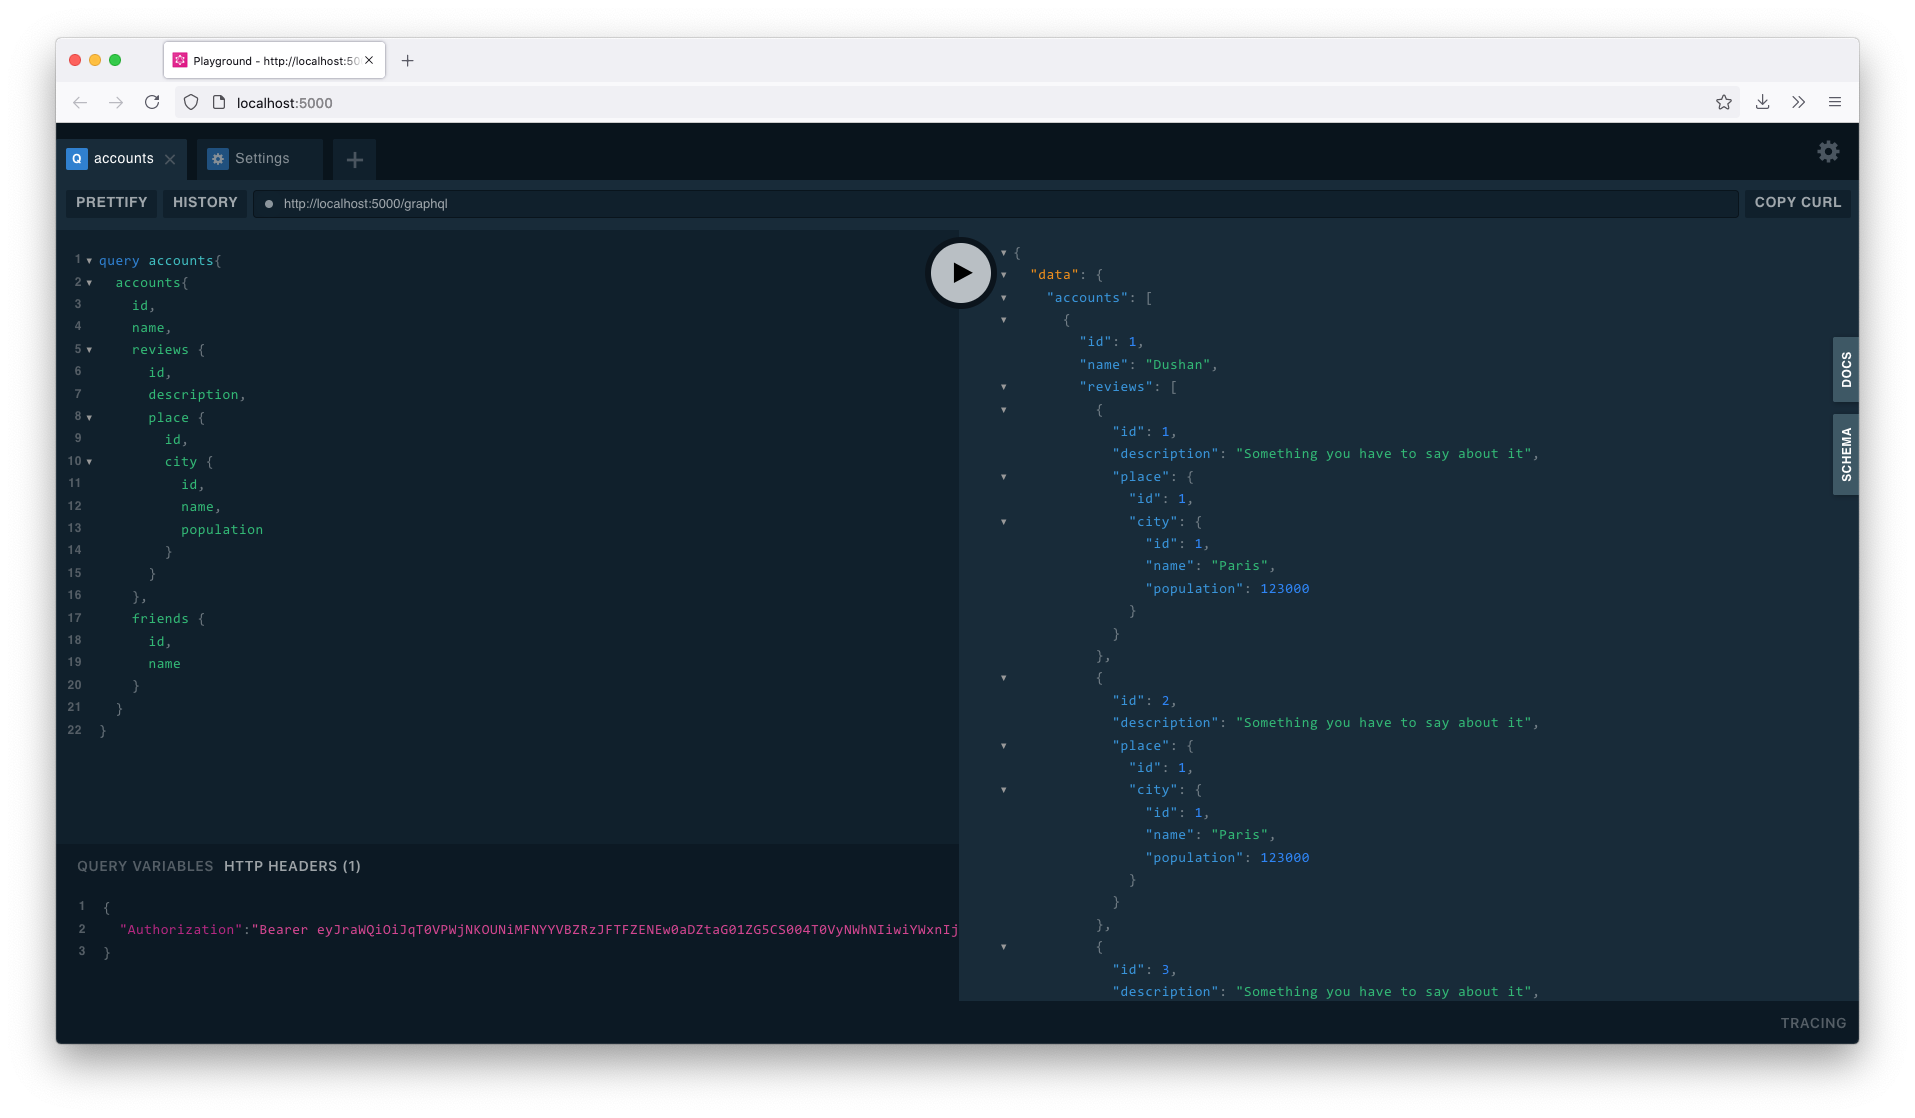 Playground - http://localhost:50
localhost:5000
Q accounts
Settings
PRETTIFY
HISTORY
http://localhost:5000/graphql
COPY CURL
1 query accounts{
2 accounts{
3 id,
4 name,
5 reviews {
6 id,
7 description,
8 place {
9 id,
10 city {
11 id,
12 name,
13 population
14 }
15 }
16 },
17 friends {
18 id,
19 name
20 }
21 }
22 }
QUERY VARIABLES HTTP HEADERS (1)
1 {
2 "Authorization":"Bearer
3 }
{
"data": {
"accounts": [
{
"id": 1,
"name": "Dushan",
"reviews": [
{
"id": 1,
"description": "Something you have to say about it",
"place": {
"id": 1,
"city": {
"id": 1,
"name": "Paris",
"population": 123000
}
}
},
{
"id": 2,
"description": "Something you have to say about it",
"place": {
"id": 1,
"city": {
"id": 1,
"name": "Paris",
"population": 123000
}
}
},
{
"id": 3,
"description": "Something you have to say about it",
DOCS
SCHEMA
TRACING